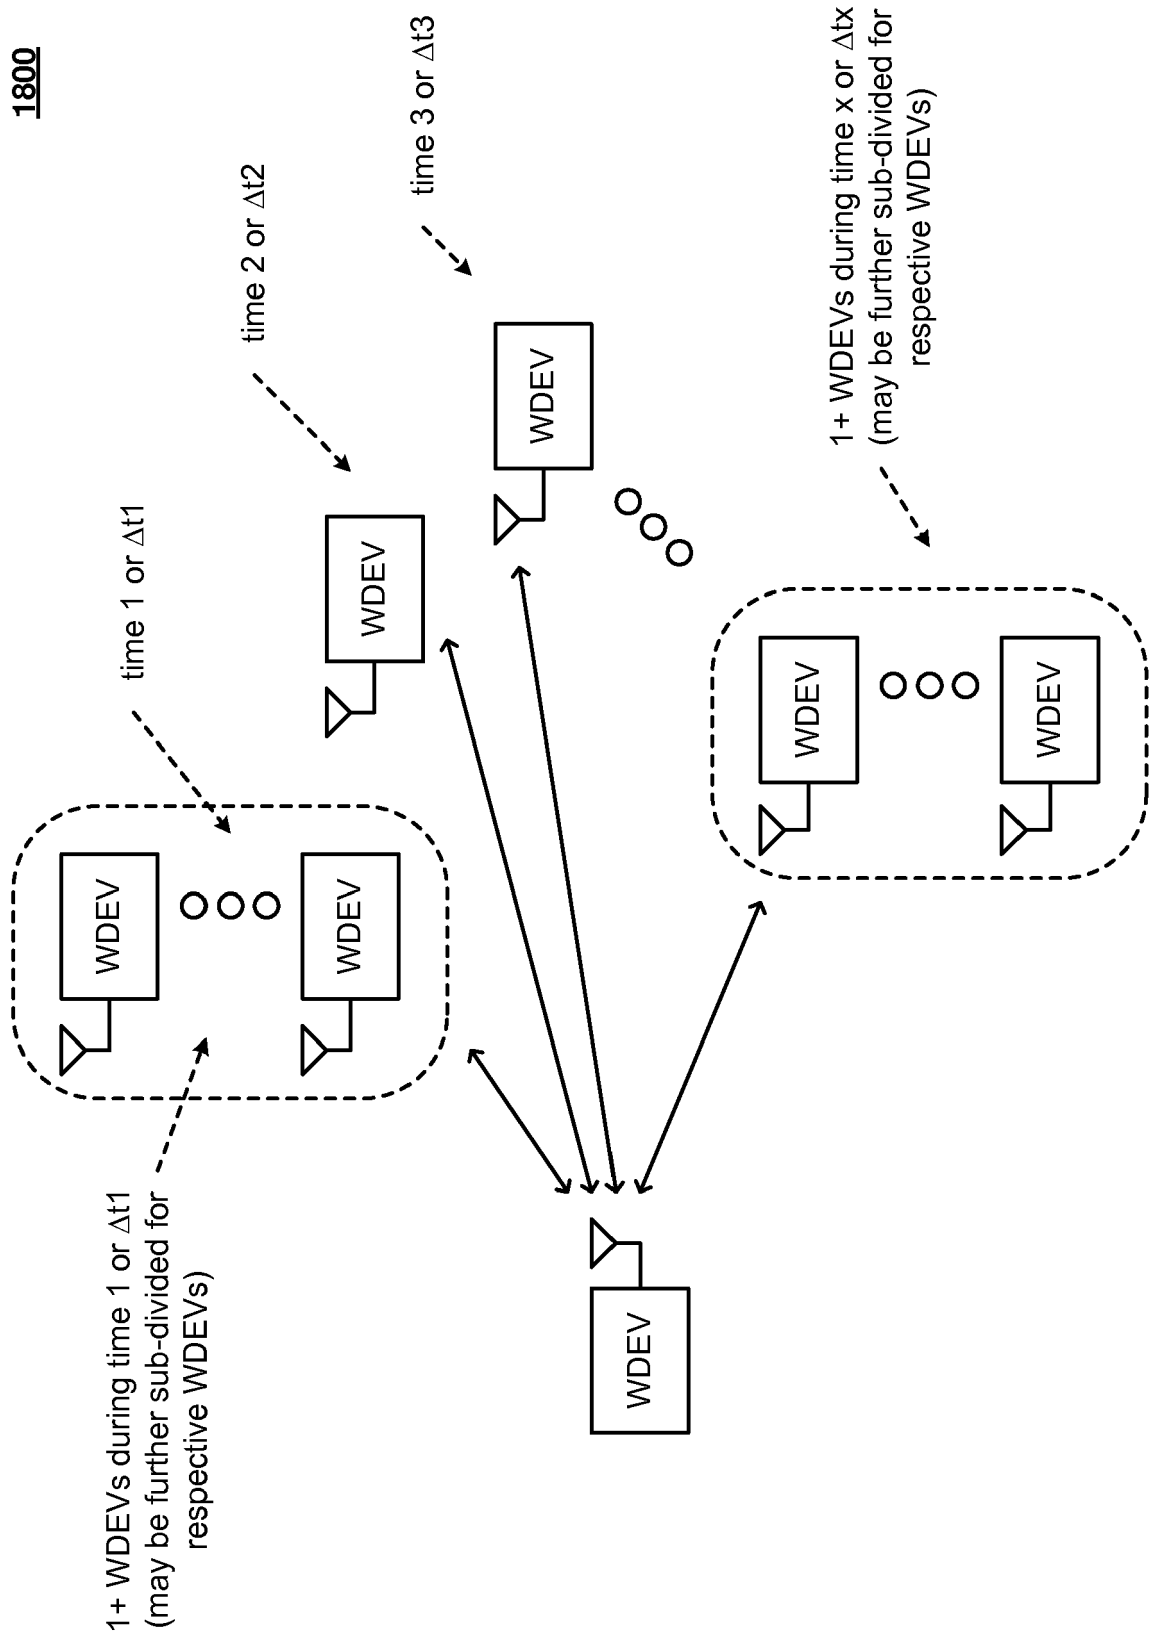 1800
1+ WDEVs during time 1 or Δt1
(may be further sub-divided for
respective WDEVs)
time 1 or Δt1
time 2 or Δt2
time 3 or Δt3
WDEV
WDEV
WDEV
WDEV
WDEV
WDEV
WDEV
1+ WDEVs during time x or Δtx
(may be further sub-divided for
respective WDEVs)